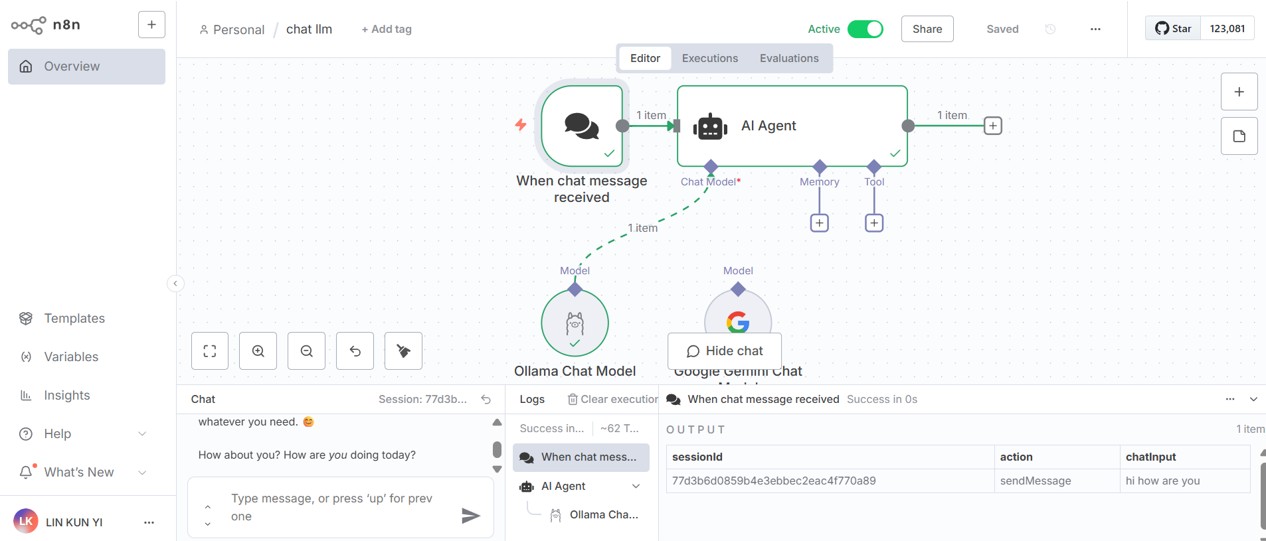 n8n
+
Personal / chat llm + Add tag
Active
Share
Saved
...
Star 123,081
Overview
Editor Executions Evaluations
1 item
AI Agent
1 item
When chat message
received
Chat Model*
Memory
Tool
1 item
Model
Model
Templates
Variables
Insights
Help
What's New
LK LIN KUN YI ...
Hide chat
Ollama Chat Model
Google Gemini Chat
Chat
Session: 77d3b...
whatever you need. 😊
How about you? How are you doing today?
Type message, or press ‘up’ for prev
one
Logs
Clear execution
Success in...
~62 T...
When chat mess...
AI Agent
Ollama Cha...
When chat message received Success in 0s
...
OUTPUT
1 item
sessionId action chatInput
77d3b6d0859b4e3ebbec2eac4f770a89 sendMessage hi how are you